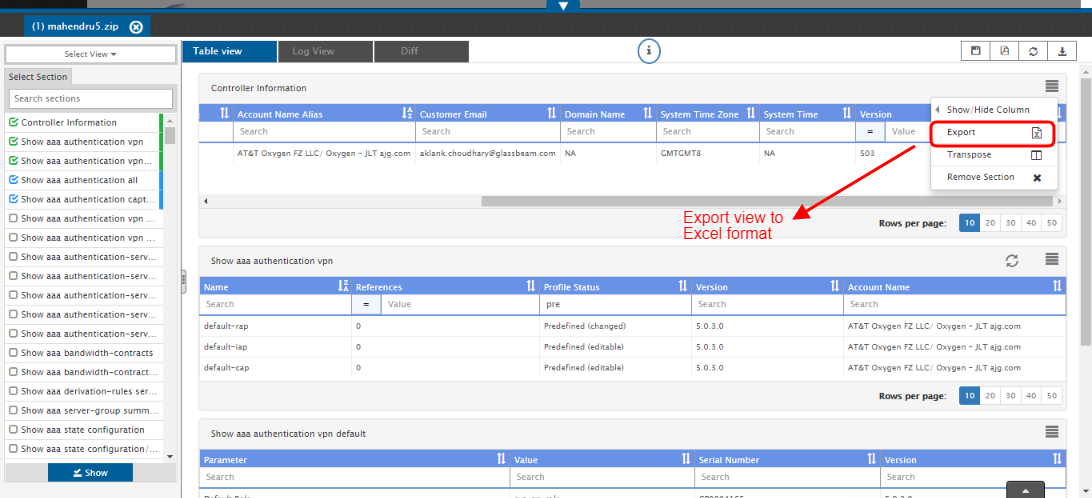 (1) mahendru5.zip
Select View
Table view Log View Diff
i
Select Section
Search sections
Controller Information
Show aaa authentication vpn
Show aaa authentication vpn...
Show aaa authentication all
Show aaa authentication capt...
Show aaa authentication vpn ...
Show aaa authentication vpn ...
Show aaa authentication-serv...
Show aaa authentication-serv...
Show aaa authentication-serv...
Show aaa authentication-serv...
Show aaa authentication-serv...
Show aaa bandwidth-contracts
Show aaa bandwidth-contract...
Show aaa derivation-rules ser...
Show aaa server-group summ...
Show aaa state configuration
Show aaa state configuration/...
Show
Controller Information
Account Name Alias Customer Email Domain Name System Time Zone System Time Version
Search Search Search Search Search = Value
AT&T Oxygen FZ LLC/ Oxygen - JLT ajg.com aklank.choudhary@glassbeam.com NA GMTGMT8 NA 503
Show/Hide Column
Export
Transpose
Remove Section
Export view to
Excel format
Rows per page: 10 20 30 40 50
Show aaa authentication vpn
Name References Profile Status Version Account Name
Search = Value pre Search Search
default-rap 0 Predefined (changed) 5.0.3.0 AT&T Oxygen FZ LLC/ Oxygen - JLT ajg.com
default-iap 0 Predefined (editable) 5.0.3.0 AT&T Oxygen FZ LLC/ Oxygen - JLT ajg.com
default-cap 0 Predefined (editable) 5.0.3.0 AT&T Oxygen FZ LLC/ Oxygen - JLT ajg.com
Rows per page: 10 20 30 40 50
Show aaa authentication vpn default
Parameter Value Serial Number Version
Search Search Search Search